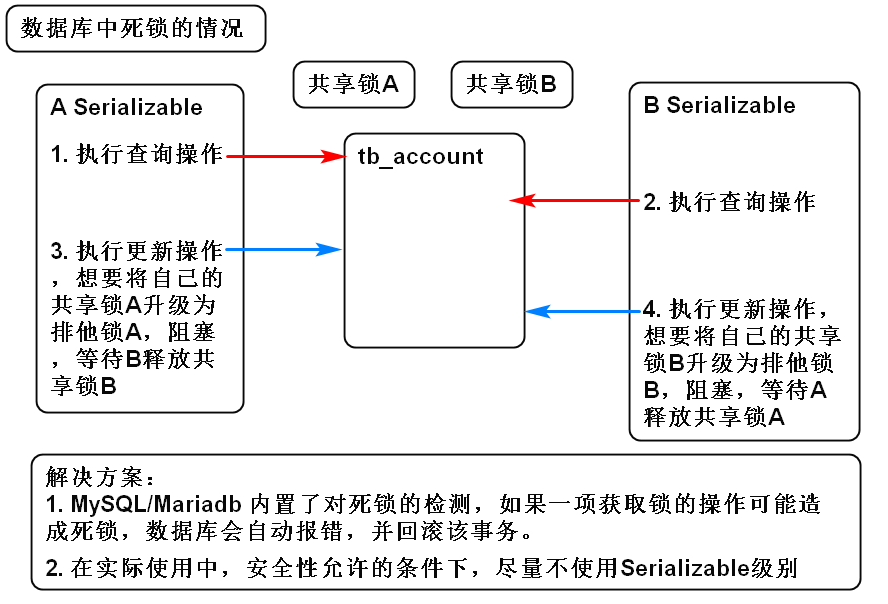 数据库中死锁的情况
共享锁A
共享锁B
A Serializable
1. 执行查询操作
3. 执行更新操作
，想要将自己的
共享锁A升级为
排他锁A，阻塞
，等待B释放共
享锁B
tb_account
B Serializable
2. 执行查询操作
4. 执行更新操作，
想要将自己的共享
锁B升级为排他锁
B，阻塞，等待A
释放共享锁A
解决方案：
1. MySQL/Mariadb 内置了对死锁的检测，如果一项获取锁的操作可能造
成死锁，数据库会自动报错，并回滚该事务。
2. 在实际使用中，安全性允许的条件下，尽量不使用Serializable级别